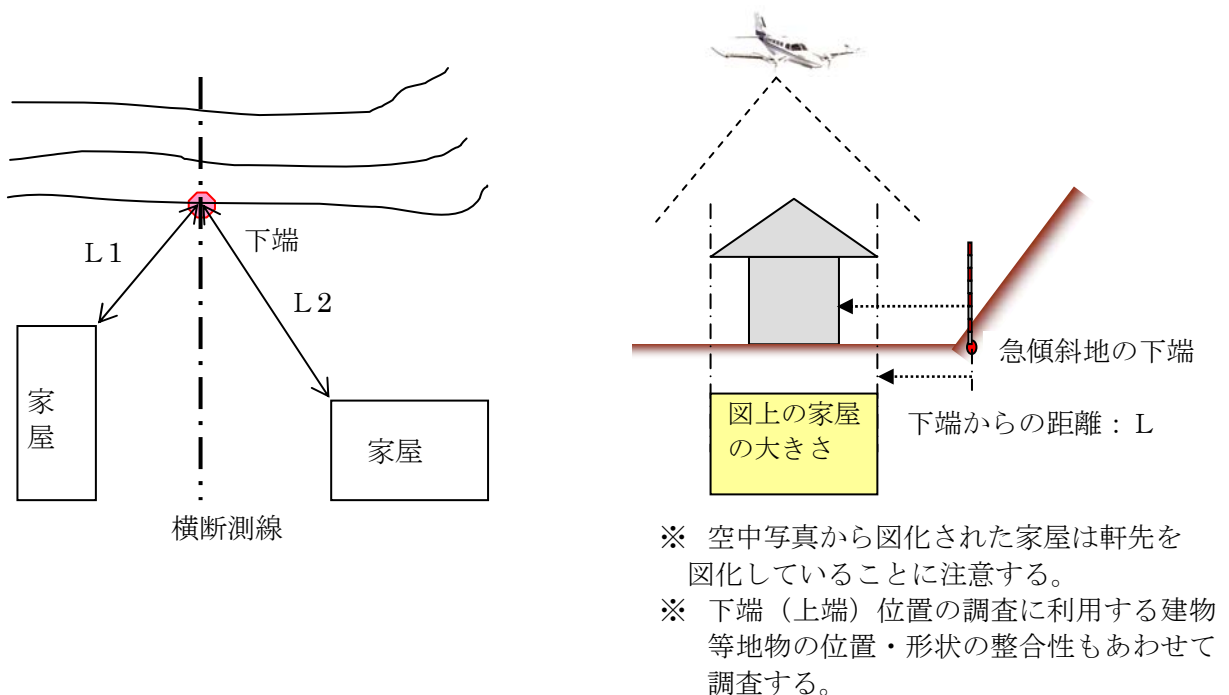 下端
L1
L2
家
屋
家屋
横断測線
急傾斜地の下端
図上の家屋
の大きさ
下端からの距離：L
※ 空中写真から図化された家屋は軒先を
図化していることに注意する。
※ 下端（上端）位置の調査に利用する建物
等地物の位置・形状の整合性もあわせて
調査する。